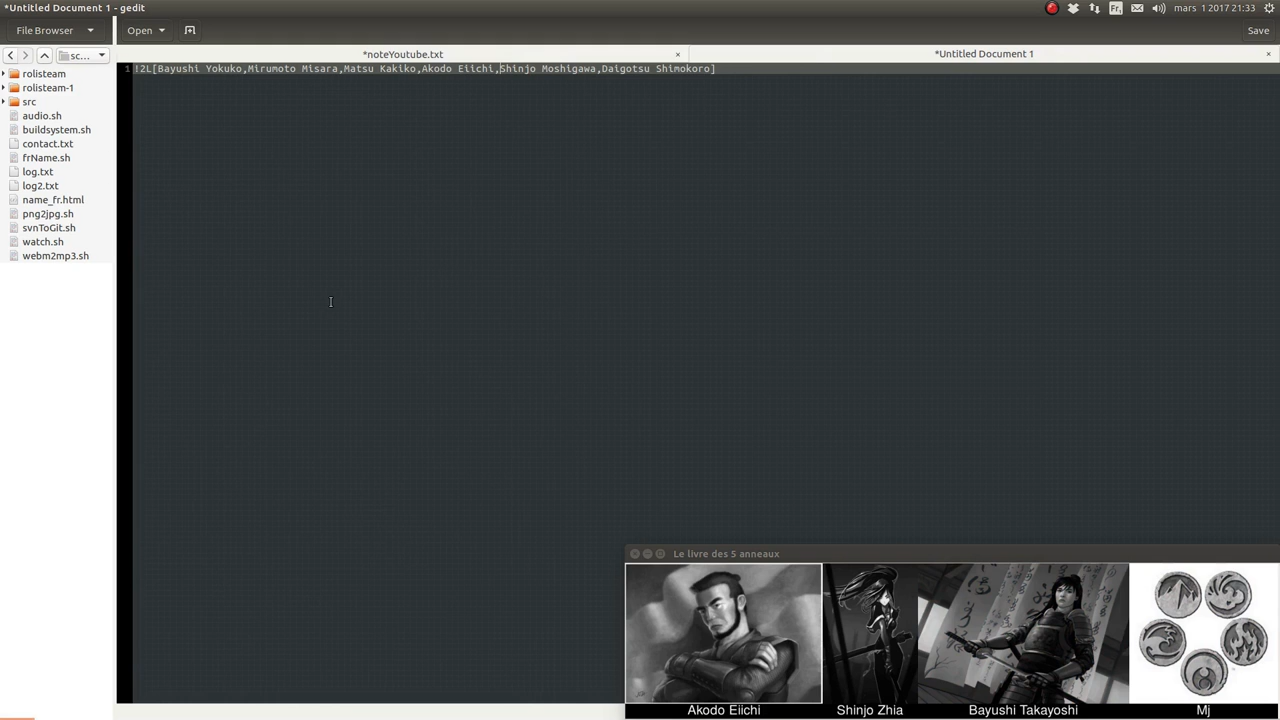 *Untitled Document 1 - gedit
Fr₁
mars 1 2017 21:33
File Browser
Open
Save
sc...
*noteYoutube.txt
×
*Untitled Document 1
×
rolisteam
rolisteam-1
src
audio.sh
buildsystem.sh
contact.txt
frName.sh
log.txt
log2.txt
name_fr.html
png2jpg.sh
svnToGit.sh
watch.sh
webm2mp3.sh
1 !2L[Bayushi Yokuko,Mirumoto Misara,Matsu Kakiko,Akodo Eiichi,Shinjo Moshigawa,Daigotsu Shimokoro]
Le livre des 5 anneaux
Akodo Eiichi
Shinjo Zhia
Bayushi Takayoshi
Mj